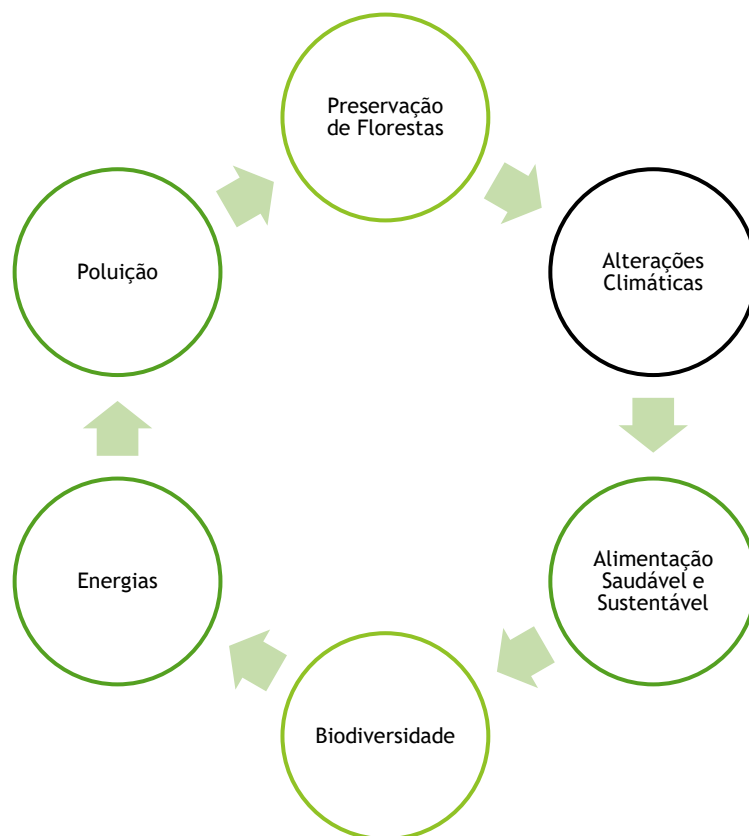 Preservação
de Florestas
Alterações
Climáticas
Alimentação
Saudável e
Sustentável
Biodiversidade
Energias
Poluição